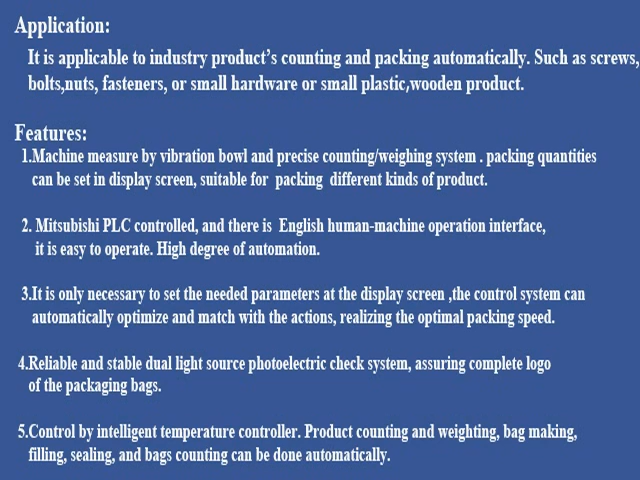 Application:
It is applicable to industry product's counting and packing automatically. Such as screws,
bolts,nuts, fasteners, or small hardware or small plastic,wooden product.
Features:
1.Machine measure by vibration bowl and precise counting/weighing system . packing quantities
can be set in display screen, suitable for packing different kinds of product.
2. Mitsubishi PLC controlled, and there is English human-machine operation interface,
it is easy to operate. High degree of automation.
3.It is only necessary to set the needed parameters at the display screen ,the control system can
automatically optimize and match with the actions, realizing the optimal packing speed.
4.Reliable and stable dual light source photoelectric check system, assuring complete logo
of the packaging bags.
5.Control by intelligent temperature controller. Product counting and weighting, bag making,
filling, sealing, and bags counting can be done automatically.